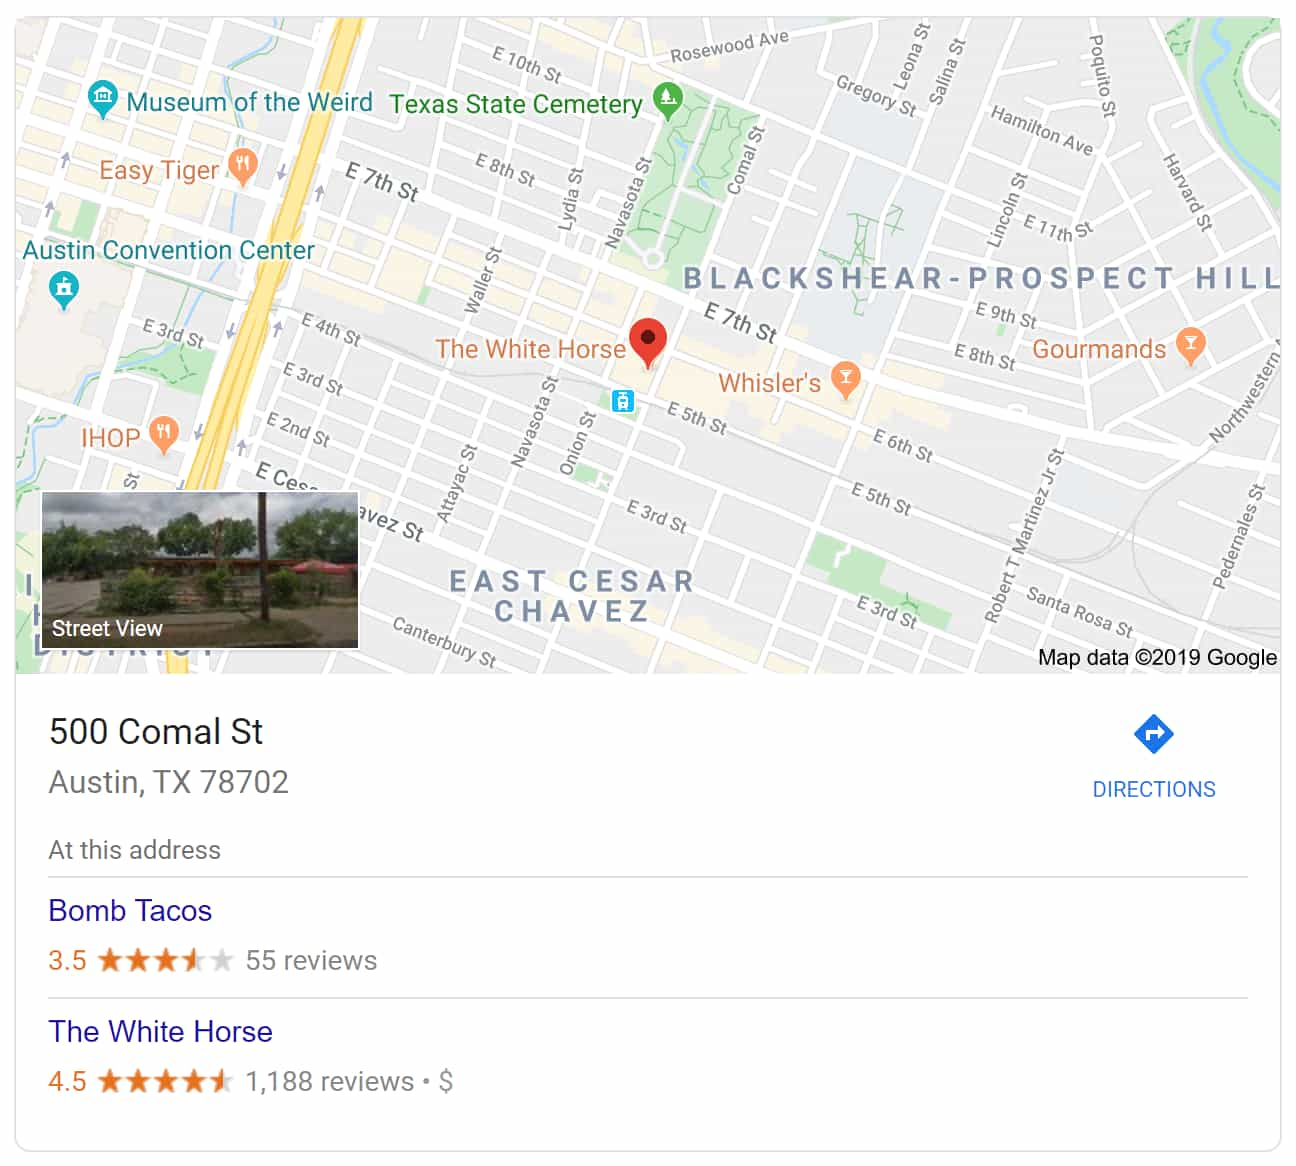 Rosewood Ave
E 10th St
Leona St
Salina St
Poquito St
Gregory St
Museum of the Weird
Texas State Cemetery
Hamilton Ave
Easy Tiger
E 7th St
E 8th St
Lydia St
Navasota St
Comal St
Lincoln St
Harvard St
E 11th St
Austin Convention Center
Waller St
BLACKSHEAR-PROSPECT HILL
E 3rd St
E 4th St
E 7th St
E 9th St
The White Horse
E 8th St
Gourmands
E 3rd St
Whisler's
Northwestern A
IHOP
E 2nd St
Navasota St
Onion St
E 5th St
E 6th St
St
E Ces
avez St
Attayac St
E 3rd St
E 5th St
Robert T Martinez Jr St
Pedernales St
EAST CESAR
CHAVEZ
E 3rd St
Santa Rosa St
Canterbury St
Street View
Map data ©2019 Google
500 Comal St
Austin, TX 78702
DIRECTIONS
At this address
Bomb Tacos
3.5 55 reviews
The White Horse
4.5 1,188 reviews • $